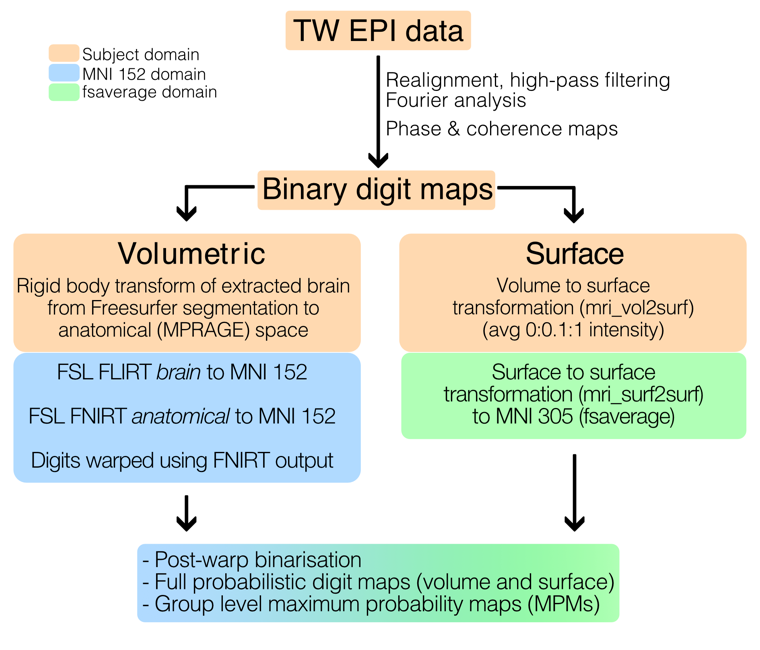 TW EPI data
Subject domain
MNI 152 domain
fsaverage domain
Realignment, high-pass filtering
Fourier analysis
Phase & coherence maps
Binary digit maps
Volumetric
Rigid body transform of extracted brain
from Freesurfer segmentation to
anatomical (MPRAGE) space
FSL FLIRT brain to MNI 152
FSL FNIRT anatomical to MNI 152
Digits warped using FNIRT output
Surface
Volume to surface
transformation (mri_vol2surf)
(avg 0:0.1:1 intensity)
Surface to surface
transformation (mri_surf2surf)
to MNI 305 (fsaverage)
- Post-warp binarisation
- Full probabilistic digit maps (volume and surface)
- Group level maximum probability maps (MPMs)